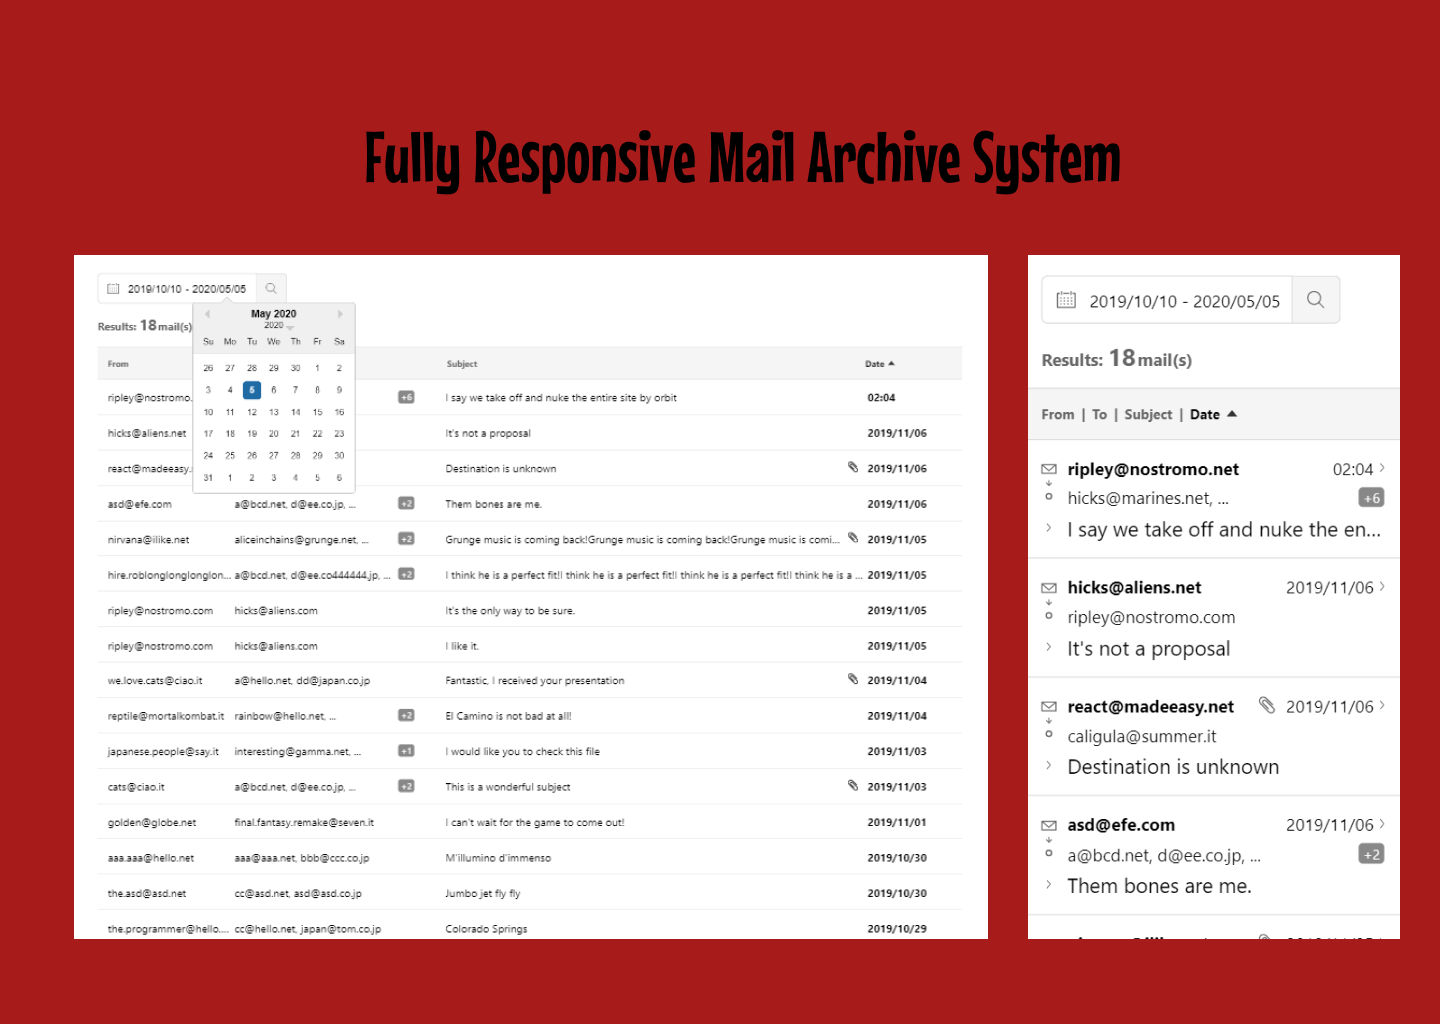 Fully Responsive Mail Archive System
2019/10/10 - 2020/05/05
Results: 18 mail(s)
May 2020
2020
Su Mo Tu We Th Fr Sa
26 27 28 29 30 1 2
3 4 5 6 7 8 9
10 11 12 13 14 15 16
17 18 19 20 21 22 23
24 25 26 27 28 29 30
31 1 2 3 4 5 6
From Subject Date
ripley@nostromo. +6 I say we take off and nuke the entire site by orbit 02:04
hicks@aliens.net It's not a proposal 2019/11/06
react@madeeasy. Destination is unknown 2019/11/06
asd@efe.com a@bcd.net, d@ee.co.jp, ... +2 Them bones are me. 2019/11/06
nirvana@ilike.net aliceinchains@grunge.net, ... +2 Grunge music is coming back!Grunge music is coming back!Grunge music is comi... 2019/11/05
hire.roblonglonglonglon... a@bcd.net, d@ee.co444444.jp, ... +2 I think he is a perfect fit!I think he is a perfect fit!I think he is a perfect fit!I think he is a ... 2019/11/05
ripley@nostromo.com hicks@aliens.com It's the only way to be sure. 2019/11/05
ripley@nostromo.com hicks@aliens.com I like it. 2019/11/05
we.love.cats@ciao.it a@hello.net, dd@japan.co.jp Fantastic, I received your presentation 2019/11/04
reptile@mortalkombat.it rainbow@hello.net, ... +2 El Camino is not bad at all! 2019/11/04
japanese.people@say.it interesting@gamma.net, ... +1 I would like you to check this file 2019/11/03
cats@ciao.it a@bcd.net, d@ee.co.jp, ... +2 This is a wonderful subject 2019/11/03
golden@globe.net final.fantasy.remake@seven.it I can't wait for the game to come out! 2019/11/01
aaa.aaa@hello.net aaa@aaa.net, bbb@ccc.co.jp M'illumino d'immenso 2019/10/30
the.asd@asd.net cc@asd.net, asd@asd.co.jp Jumbo jet fly fly 2019/10/30
the.programmer@hello.... cc@hello.net, japan@tom.co.jp Colorado Springs 2019/10/29
2019/10/10 - 2020/05/05
Results: 18 mail(s)
From | To | Subject | Date
ripley@nostromo.net 02:04
hicks@marines.net, ... +6
I say we take off and nuke the en...
hicks@aliens.net 2019/11/06
ripley@nostromo.com
It's not a proposal
react@madeeasy.net 2019/11/06
caligula@summer.it
Destination is unknown
asd@efe.com 2019/11/06
a@bcd.net, d@ee.co.jp, ... +2
Them bones are me.